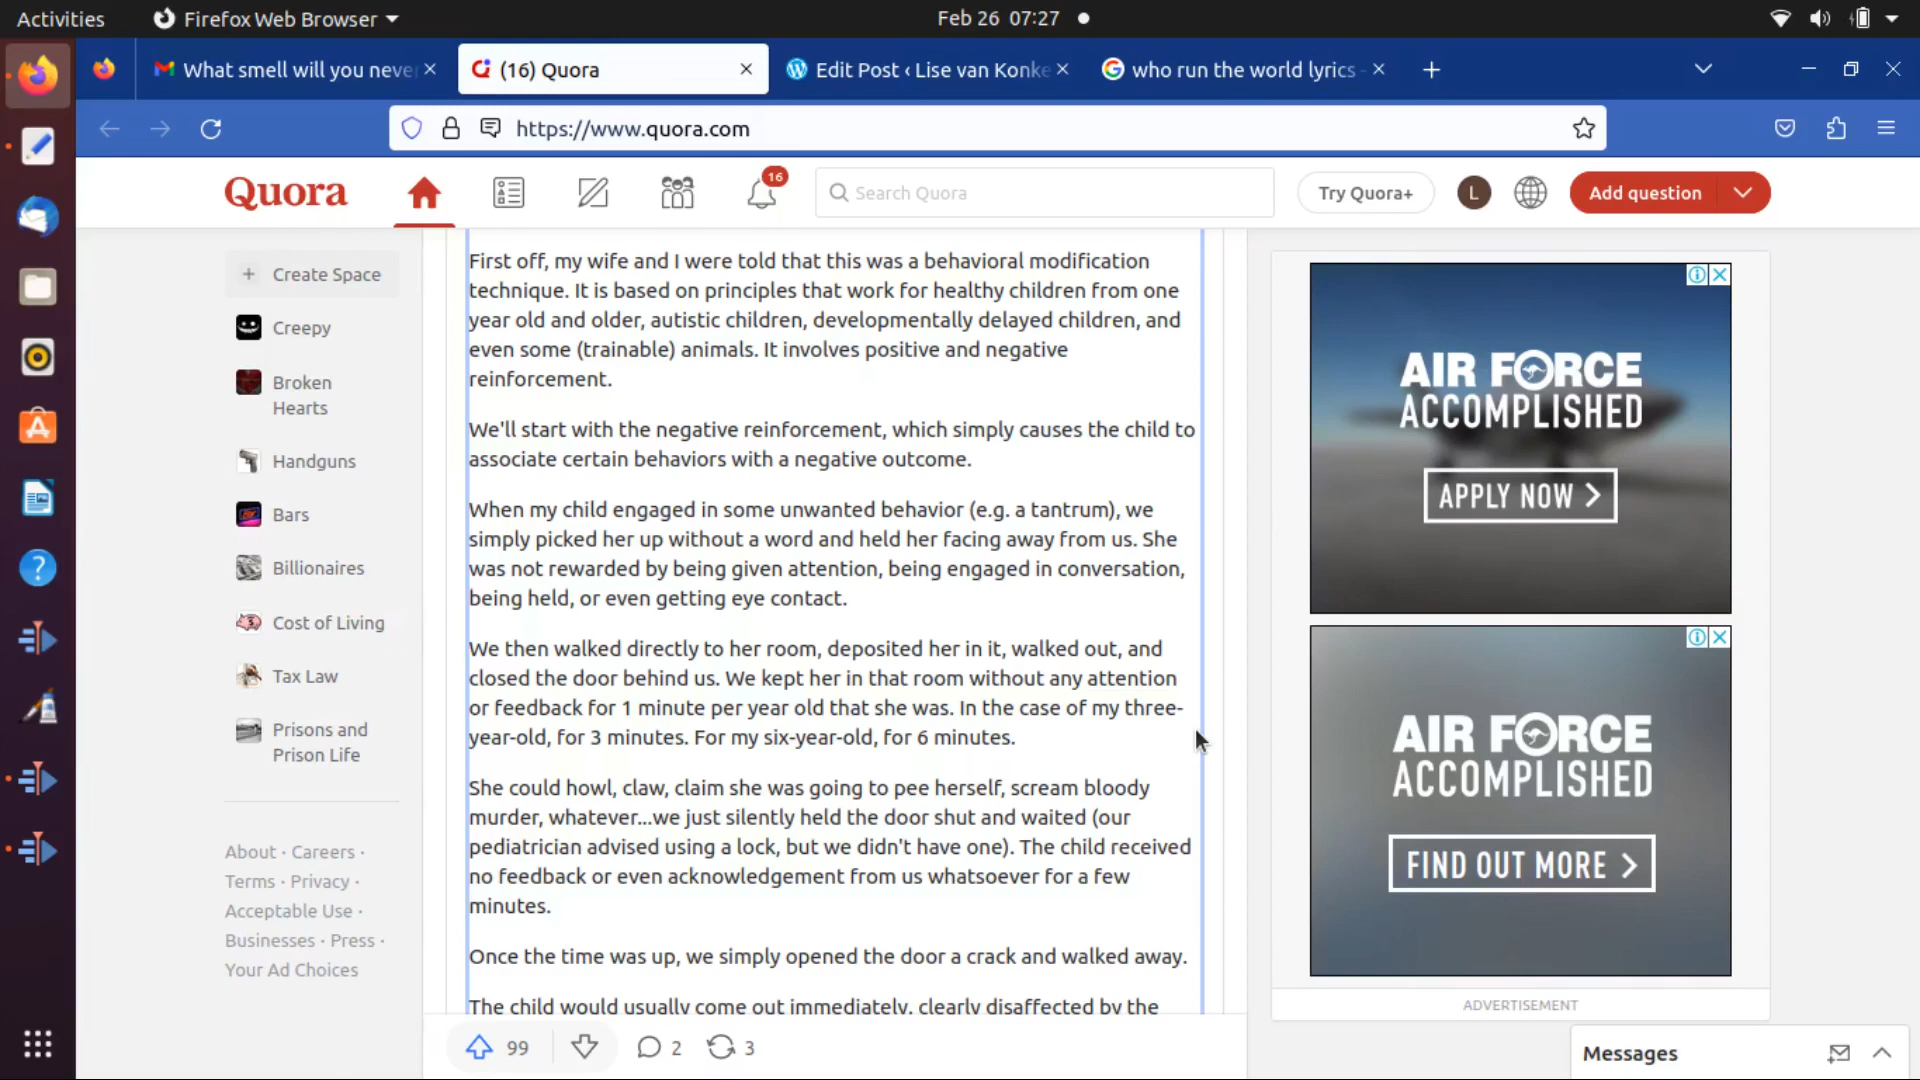 Activities
Firefox Web Browser
Feb 26 07:27
What smell will you neve
(16) Quora
Edit Post ‹ Lise van Konke
who run the world lyrics -
https://www.quora.com
Quora
16
Search Quora
Try Quora+
L
Add question
Create Space
Creepy
Broken
Hearts
Handguns
Bars
Billionaires
Cost of Living
Tax Law
Prisons and
Prison Life
About · Careers ·
Terms · Privacy ·
Acceptable Use ·
Businesses · Press ·
Your Ad Choices
First off, my wife and I were told that this was a behavioral modification
technique. It is based on principles that work for healthy children from one
year old and older, autistic children, developmentally delayed children, and
even some (trainable) animals. It involves positive and negative
reinforcement.
We'll start with the negative reinforcement, which simply causes the child to
associate certain behaviors with a negative outcome.
When my child engaged in some unwanted behavior (e.g. a tantrum), we
simply picked her up without a word and held her facing away from us. She
was not rewarded by being given attention, being engaged in conversation,
being held, or even getting eye contact.
We then walked directly to her room, deposited her in it, walked out, and
closed the door behind us. We kept her in that room without any attention
or feedback for 1 minute per year old that she was. In the case of my three-
year-old, for 3 minutes. For my six-year-old, for 6 minutes.
She could howl, claw, claim she was going to pee herself, scream bloody
murder, whatever...we just silently held the door shut and waited (our
pediatrician advised using a lock, but we didn't have one). The child received
no feedback or even acknowledgement from us whatsoever for a few
minutes.
Once the time was up, we simply opened the door a crack and walked away.
The child would usually come out immediately, clearly disaffected by the
99
2
3
AIR FORCE
ACCOMPLISHED
APPLY NOW
AIR FORCE
ACCOMPLISHED
FIND OUT MORE
ADVERTISEMENT
Messages